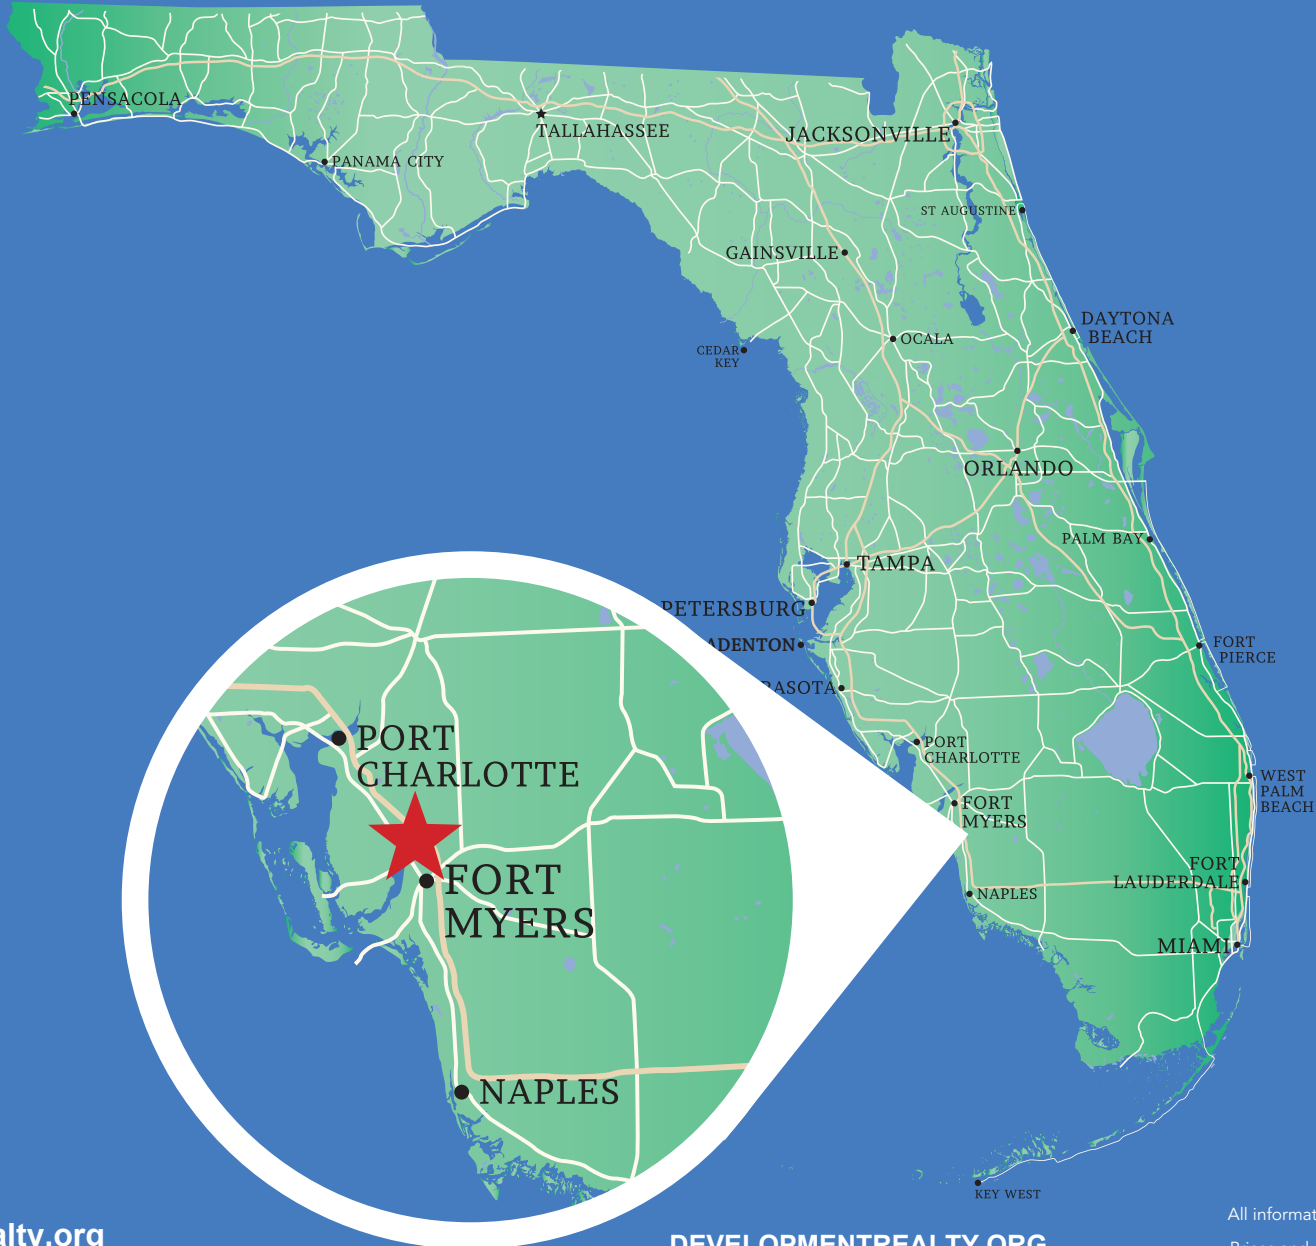 PENSACOLA
TALLAHASSEE
PANAMA CITY
JACKSONVILLE
ST AUGUSTINE
GAINSVILLE
DAYTONA
BEACH
OCALA
CEDAR
KEY
ORLANDO
PALM BAY
TAMPA
PETERSBURG
ADENTON
RASOTA
FORT
PIERCE
PORT
CHARLOTTE
FORT
MYERS
WEST
PALM
BEACH
FORT
LAUDERDALE
NAPLES
MIAMI
KEY WEST
PORT
CHARLOTTE
FORT
MYERS
NAPLES
alty.org
DEVELOPMENTREALTY.ORG
All informat